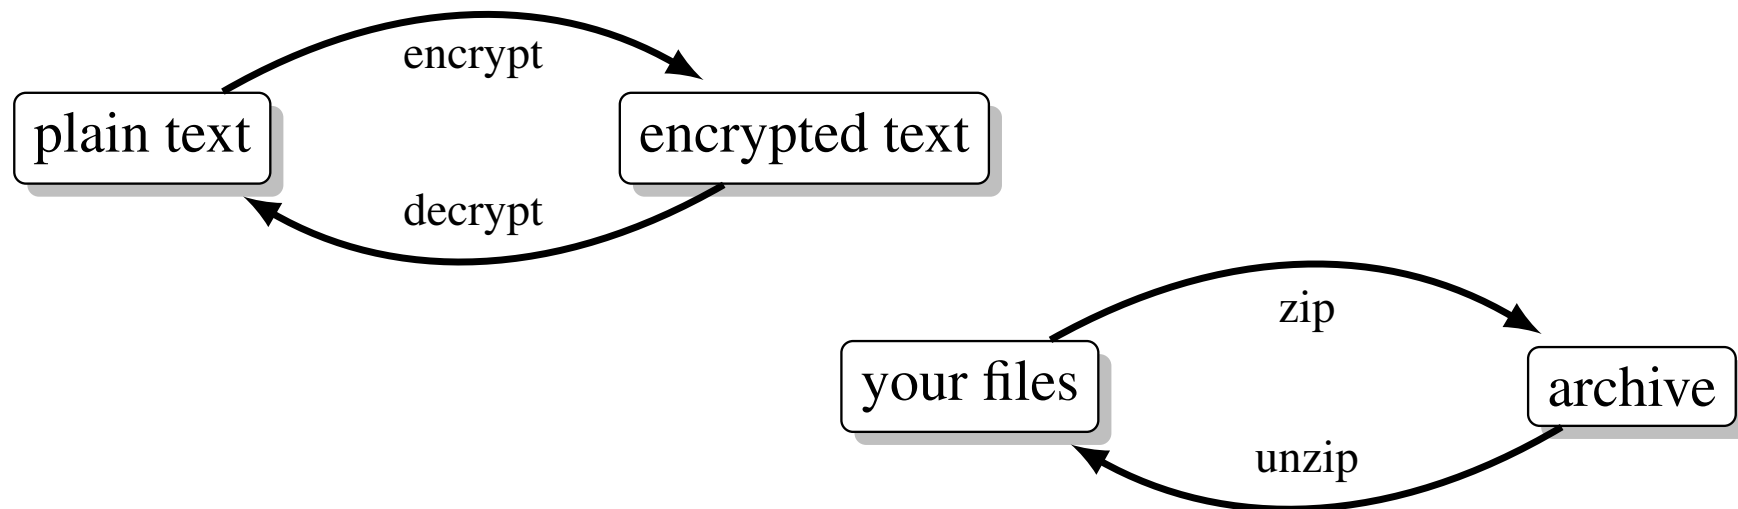 encrypt
plain text
encrypted text
decrypt
zip
your files
archive
unzip